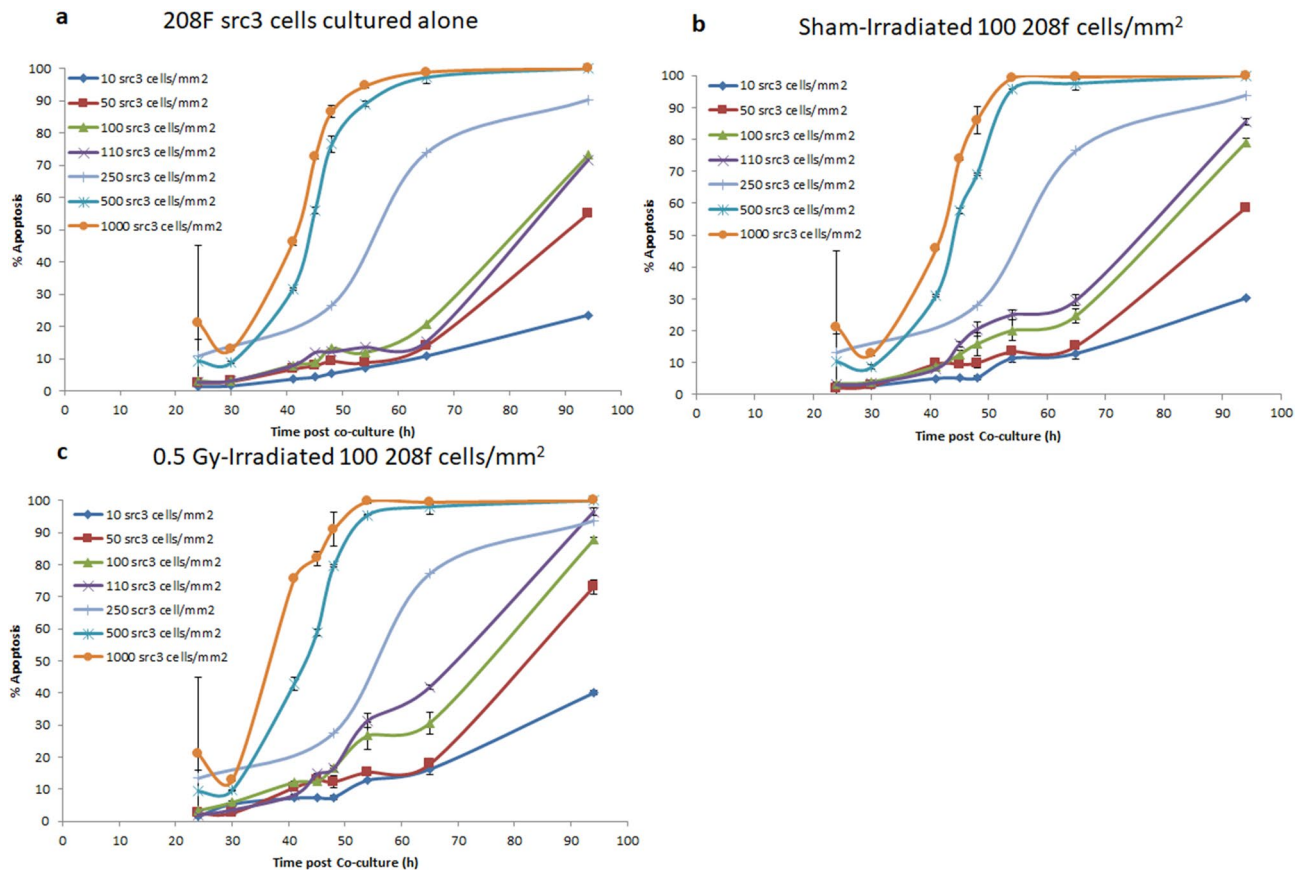 a
208F src3 cells cultured alone
100
90
80
70
60
50
40
30
20
10
0
% Apoptosis
10 src3 cells/mm2
50 src3 cells/mm2
100 src3 cells/mm2
110 src3 cells/mm2
250 src3 cells/mm2
500 src3 cells/mm2
1000 src3 cells/mm2
0 10 20 30 40 50 60 70 80 90 100
Time post co-culture (h)
b
Sham-Irradiated 100 208f cells/mm²
100
90
80
70
60
50
40
30
20
10
0
% Apoptosis
10 src3 cells/mm2
50 src3 cells/mm2
100 src3 cells/mm2
110 src3 cells/mm2
250 src3 cells/mm2
500 src3 cells/mm2
1000 src3 cells/mm2
0 10 20 30 40 50 60 70 80 90 100
Time post Co-culture (h)
c
0.5 Gy-Irradiated 100 208f cells/mm²
100
90
80
70
60
50
40
30
20
10
0
% Apoptosis
10 src3 cells/mm2
50 src3 cells/mm2
100 src3 cells/mm2
110 src3 cells/mm2
250 scr3 cell/mm2
500 src3 cells/mm2
1000 src3 cells/mm2
0 10 20 30 40 50 60 70 80 90 100
Time post Co-culture (h)